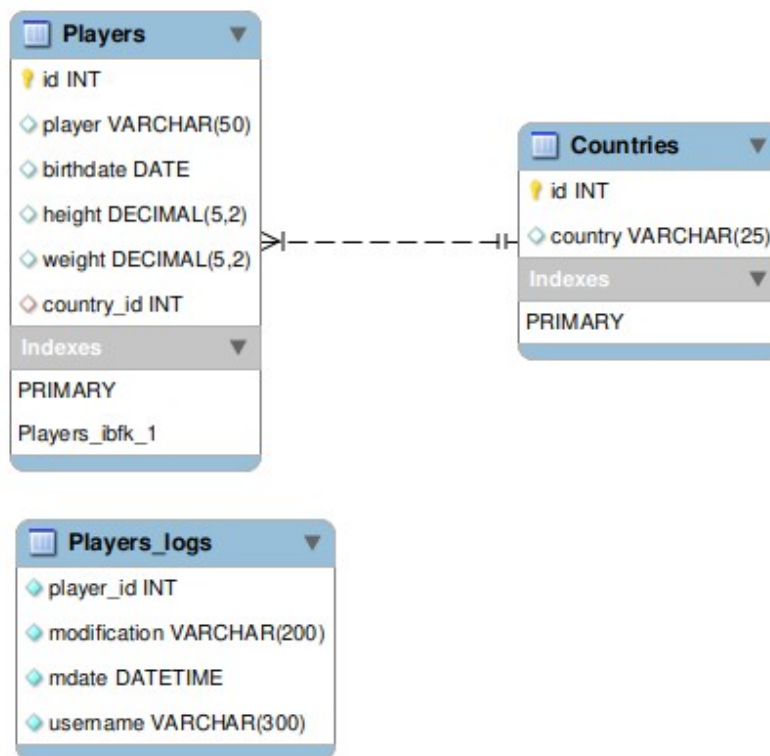 Players
id INT
player VARCHAR(50)
birthdate DATE
height DECIMAL(5,2)
weight DECIMAL(5,2)
country_id INT
Indexes
PRIMARY
Players_ibfk_1
Countries
id INT
country VARCHAR(25)
Indexes
PRIMARY
Players_logs
player_id INT
modification VARCHAR(200)
mdate DATETIME
username VARCHAR(300)